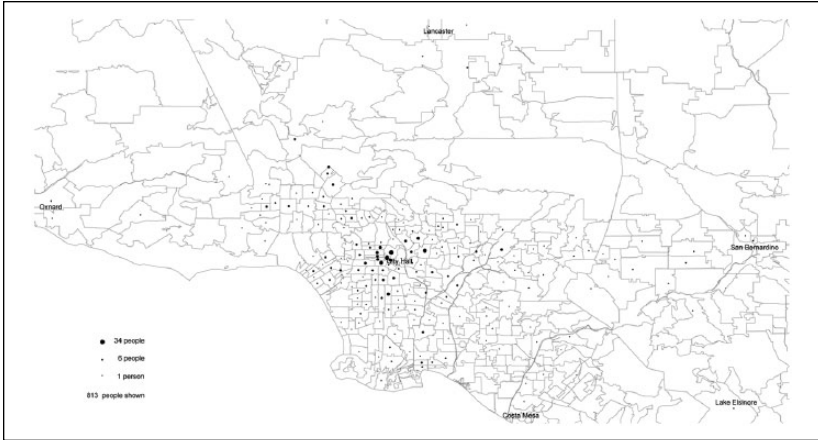 Lancaster
Oxnard
San Bernardino
City Hall
34 people
6 people
1 person
813 people shown
Lake Elsinore
Costa Mesa